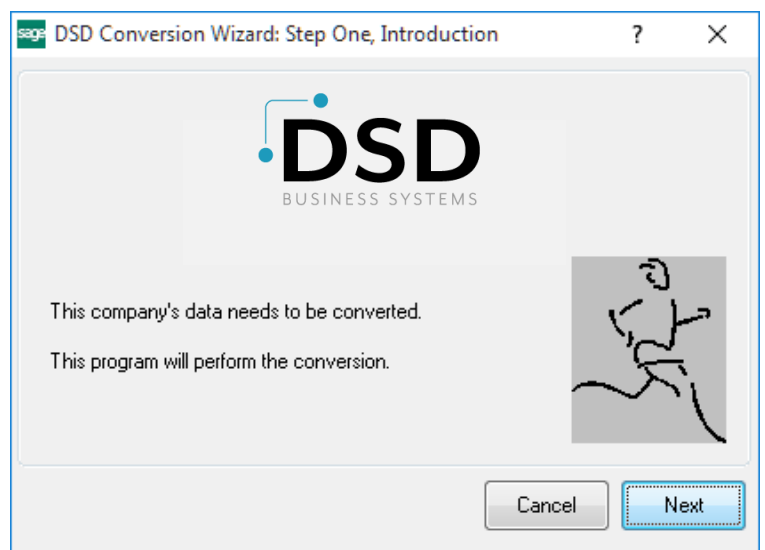 sage DSD Conversion Wizard: Step One, Introduction ?
DSD
BUSINESS SYSTEMS
This company's data needs to be converted.
This program will perform the conversion.
Cancel Next